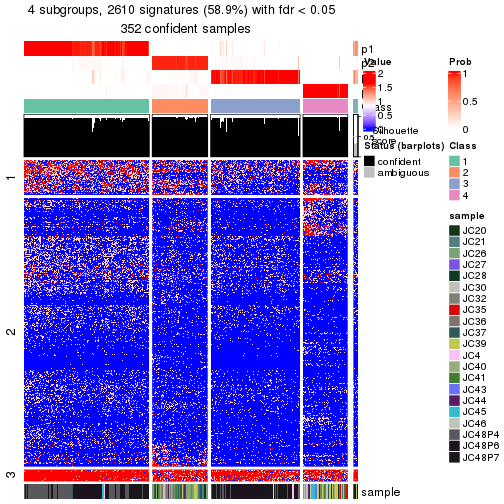 4 subgroups, 2610 signatures (58.9%) with fdr < 0.05
352 confident samples
p1
p2
Value
2
1.5
1
0.5
0
Prob
1
0.5
0
Class
Silhouette
score
Status (barplots)
confident
ambiguous
Class
1
2
3
4
sample
JC20
JC21
JC26
JC27
JC28
JC30
JC32
JC35
JC36
JC37
JC39
JC4
JC40
JC41
JC43
JC44
JC45
JC46
JC48P4
JC48P6
JC48P7
1
2
3
sample